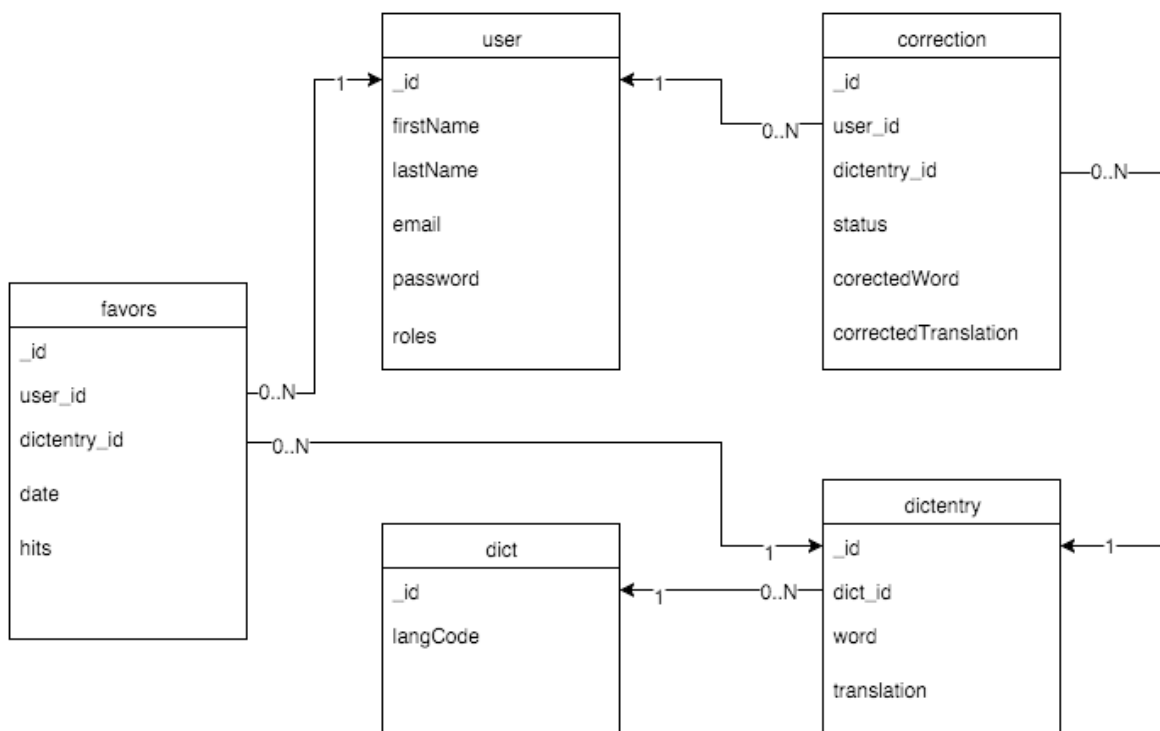 user
_id
firstName
lastName
email
password
roles
correction
_id
user_id
dictentry_id
status
corectedWord
correctedTranslation
favors
_id
user_id
dictentry_id
date
hits
dict
_id
langCode
dictentry
_id
dict_id
word
translation
1
1
0..N
0..N
0..N
0..N
1
1
1
0..N